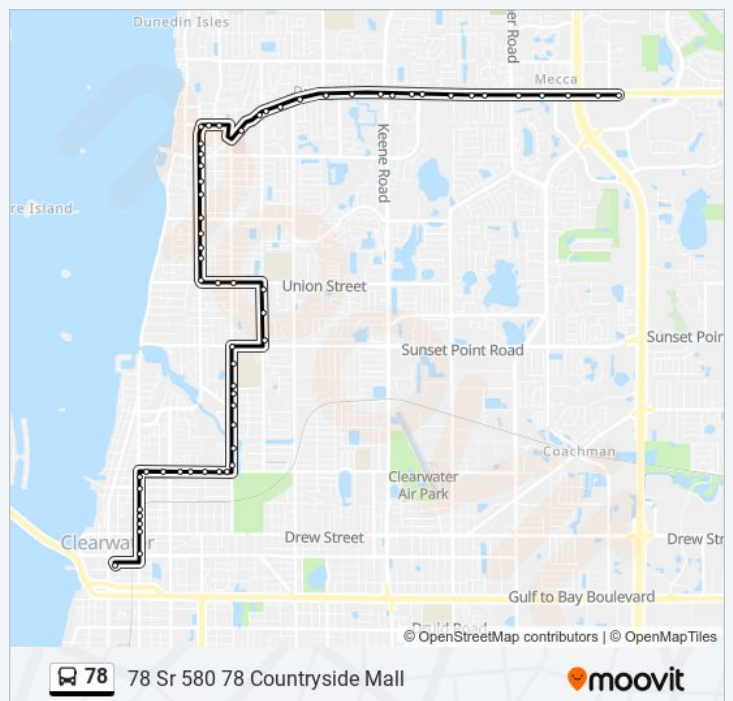 Dunedin Isles
Mecca
Keene Road
re Island
Union Street
Sunset Point Road
Sunset Poir
Coachman
Clearwater
Air Park
Drew Street
Drew Str
Clearwater
Gulf to Bay Boulevard
Druid Road
© OpenStreetMap contributors | © OpenMapTiles
78
78 Sr 580 78 Countryside Mall
moovit